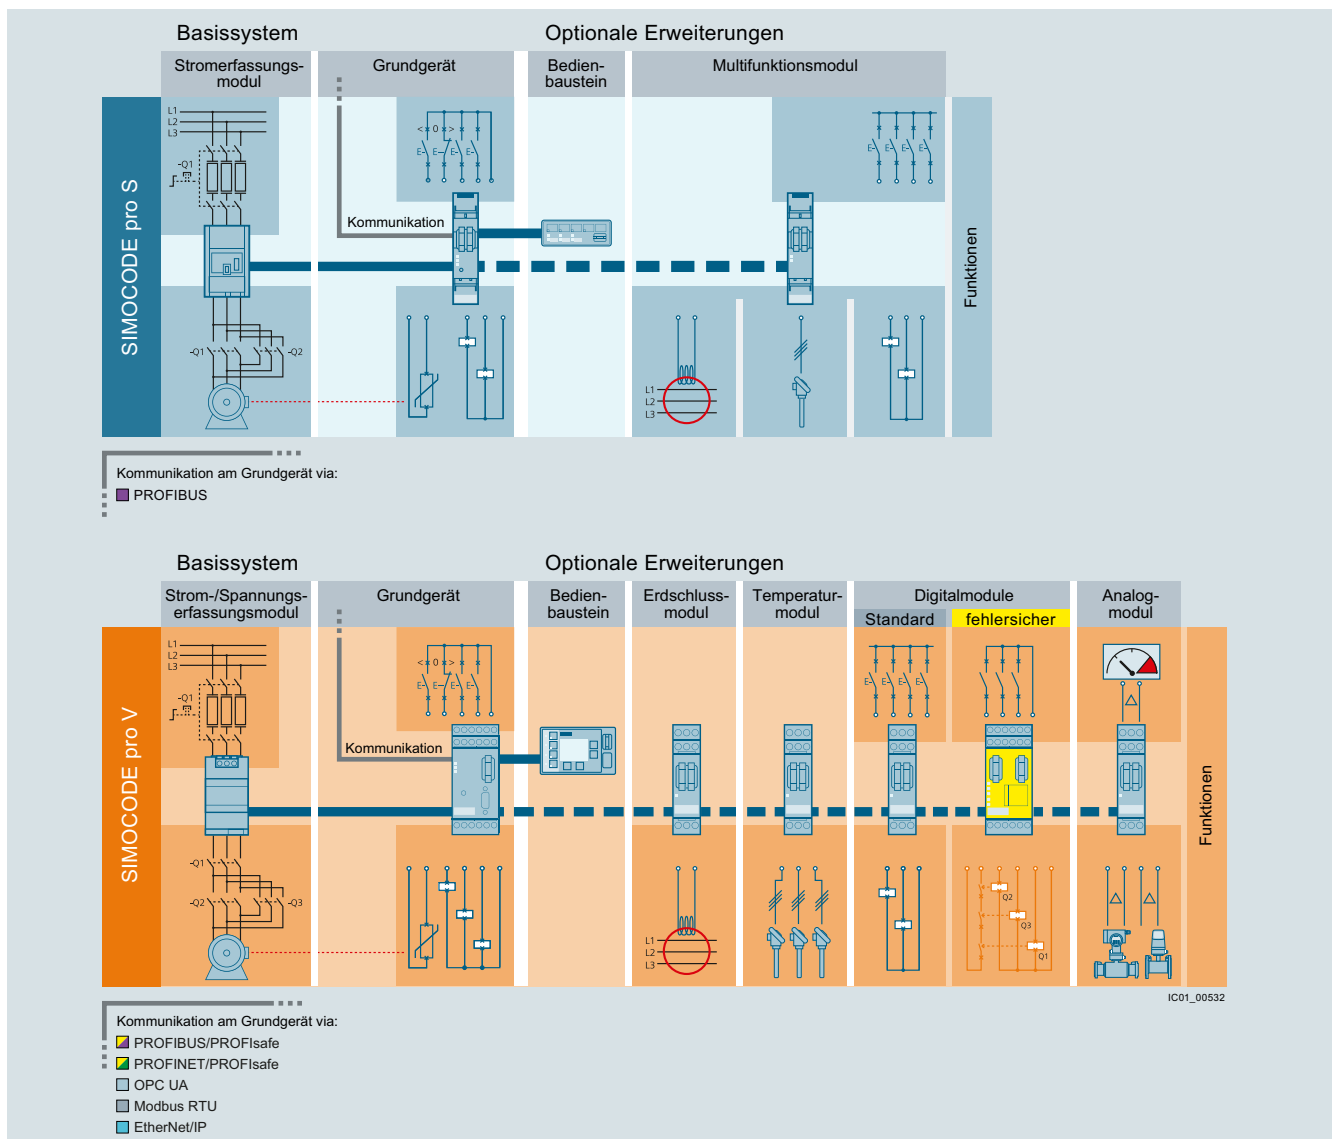 Basissystem
Optionale Erweiterungen
Stromerfassungs-
modul
Grundgerät
Bedien-
baustein
Multifunktionsmodul
SIMOCODE pro S
L1
L2
L3
-Q1
< 0 >
E- E- E- E-
E- E- E- E-
Kommunikation
-Q1
-Q2
L1
L2
L3
Funktionen
Kommunikation am Grundgerät via:
PROFIBUS
Basissystem
Optionale Erweiterungen
Strom-/Spannungs-
erfassungsmodul
Grundgerät
Bedien-
baustein
Erdschluss-
modul
Temperatur-
modul
Digitalmodule
Standard
fehlersicher
Analog-
modul
SIMOCODE pro V
L1
L2
L3
-Q1
< 0 >
E- E- E- E-
E- E- E- E-
Kommunikation
-Q1
-Q2
-Q3
L1
L2
L3
Q2
Q3
Q1
Funktionen
IC01_00532
Kommunikation am Grundgerät via:
PROFIBUS/PROFIsafe
PROFINET/PROFIsafe
OPC UA
Modbus RTU
EtherNet/IP